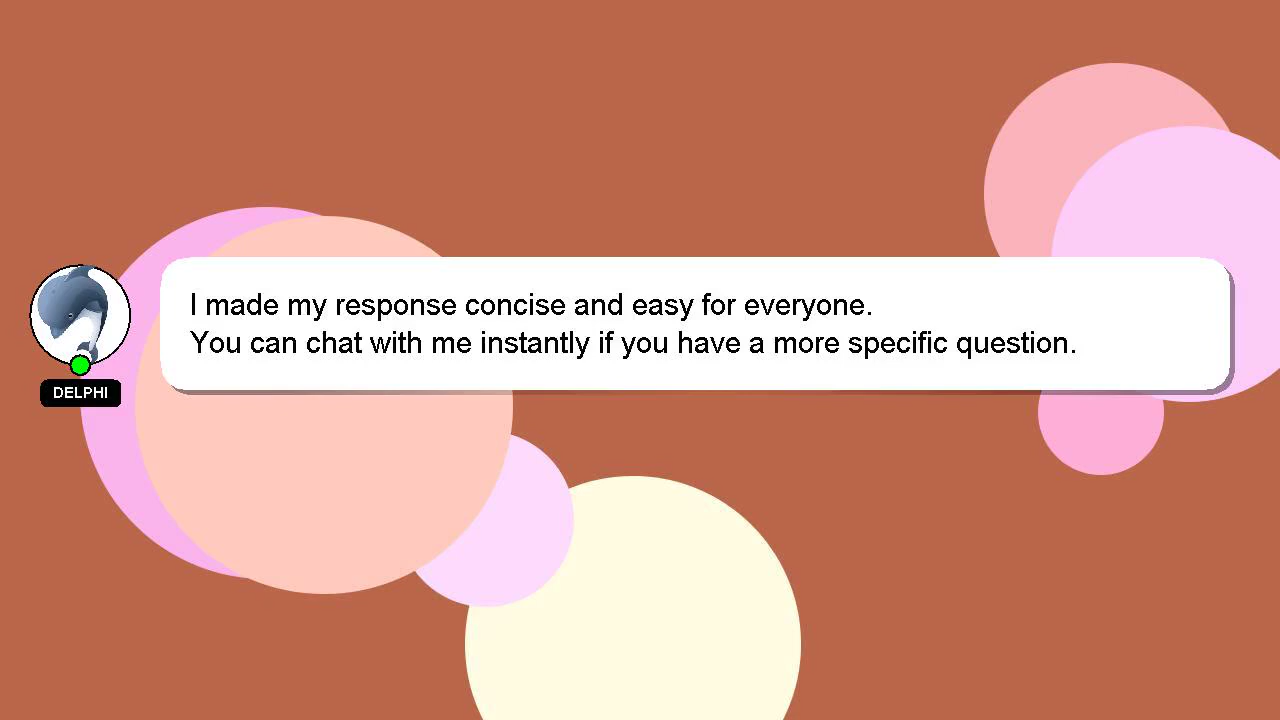 I made my response concise and easy for everyone.
You can chat with me instantly if you have a more specific question.
DELPHI